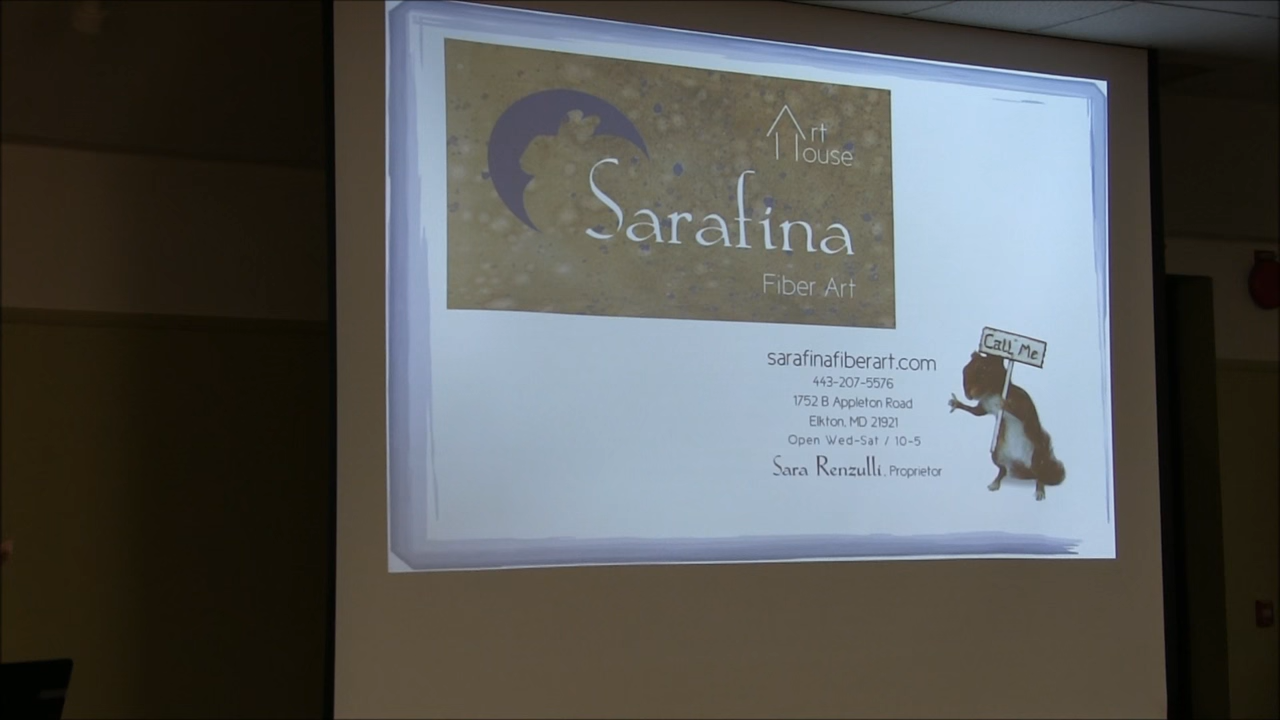 Art
House
Sarafina
Fiber Art
Call Me
sarafinafiberart.com
443-207-5576
1752 B Appleton Road
Elkton, MD 21921
Open Wed-Sat / 10-5
Sara Renzulli, Proprietor